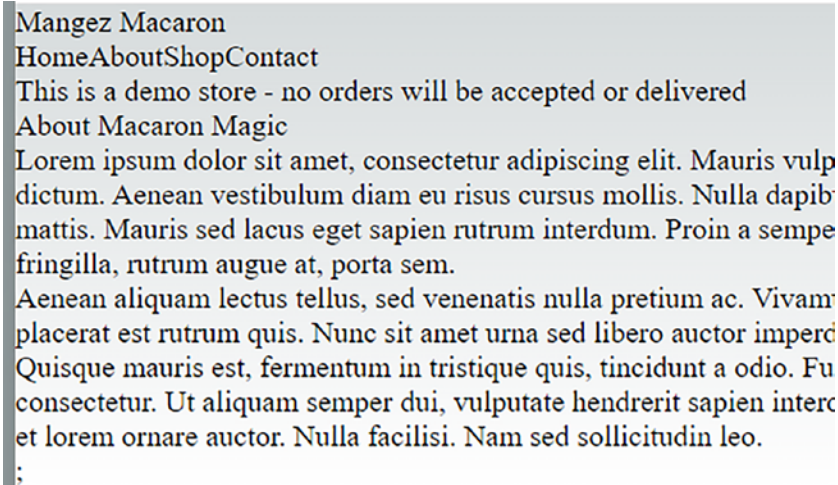 Mangez Macaron
HomeAboutShopContact
This is a demo store - no orders will be accepted or delivered
About Macaron Magic
Lorem ipsum dolor sit amet, consectetur adipiscing elit. Mauris vulp
dictum. Aenean vestibulum diam eu risus cursus mollis. Nulla dapib
mattis. Mauris sed lacus eget sapien rutrum interdum. Proin a sempe
fringilla, rutrum augue at, porta sem.
Aenean aliquam lectus tellus, sed venenatis nulla pretium ac. Vivam
placerat est rutrum quis. Nunc sit amet urna sed libero auctor imperd
Quisque mauris est, fermentum in tristique quis, tincidunt a odio. Fu
consectetur. Ut aliquam semper dui, vulputate hendrerit sapien interd
et lorem ornare auctor. Nulla facilisi. Nam sed sollicitudin leo.
;